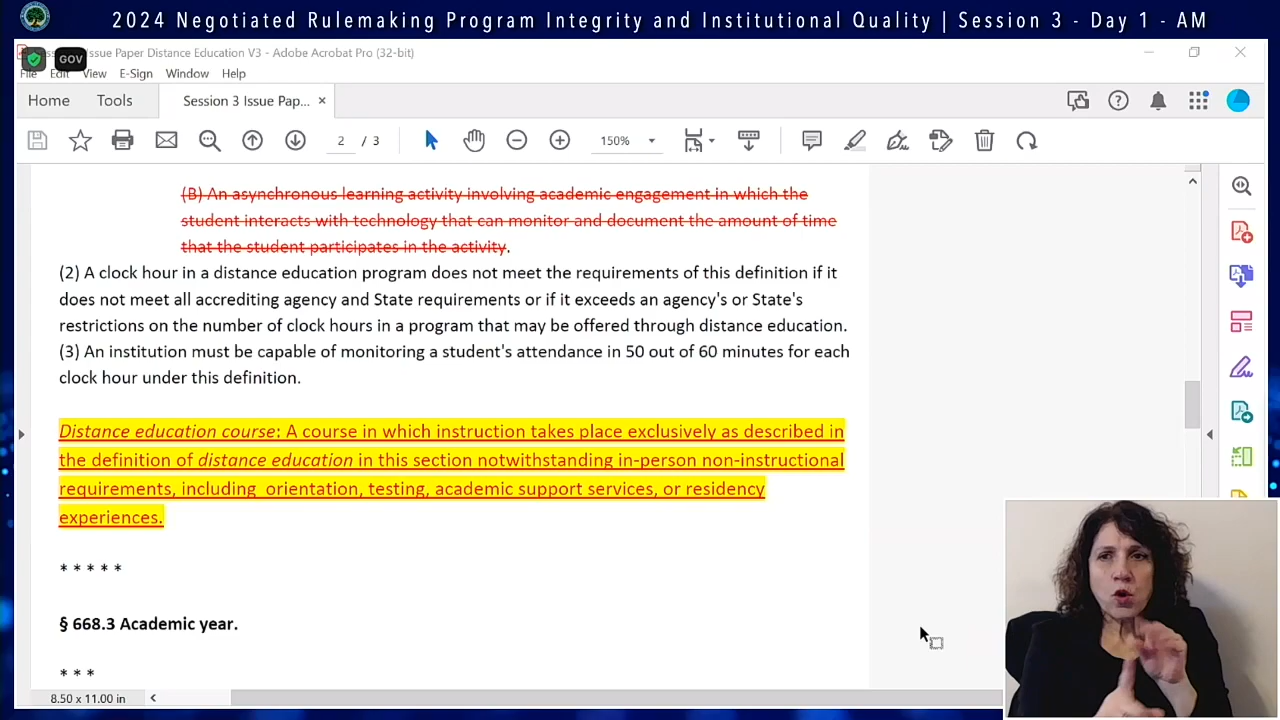 2024 Negotiated Rulemaking Program Integrity and Institutional Quality | Session 3 - Day 1 - AM
GOV
Issue Paper Distance Education V3 - Adobe Acrobat Pro (32-bit)
File Edit View E-Sign Window Help
Home Tools Session 3 Issue Pap... ×
2 / 3 150%
(B) An asynchronous learning activity involving academic engagement in which the
student interacts with technology that can monitor and document the amount of time
that the student participates in the activity.
(2) A clock hour in a distance education program does not meet the requirements of this definition if it
does not meet all accrediting agency and State requirements or if it exceeds an agency's or State's
restrictions on the number of clock hours in a program that may be offered through distance education.
(3) An institution must be capable of monitoring a student's attendance in 50 out of 60 minutes for each
clock hour under this definition.
Distance education course: A course in which instruction takes place exclusively as described in
the definition of distance education in this section notwithstanding in-person non-instructional
requirements, including orientation, testing, academic support services, or residency
experiences.
* * * * *
§ 668.3 Academic year.
* * *
8.50 x 11.00 in